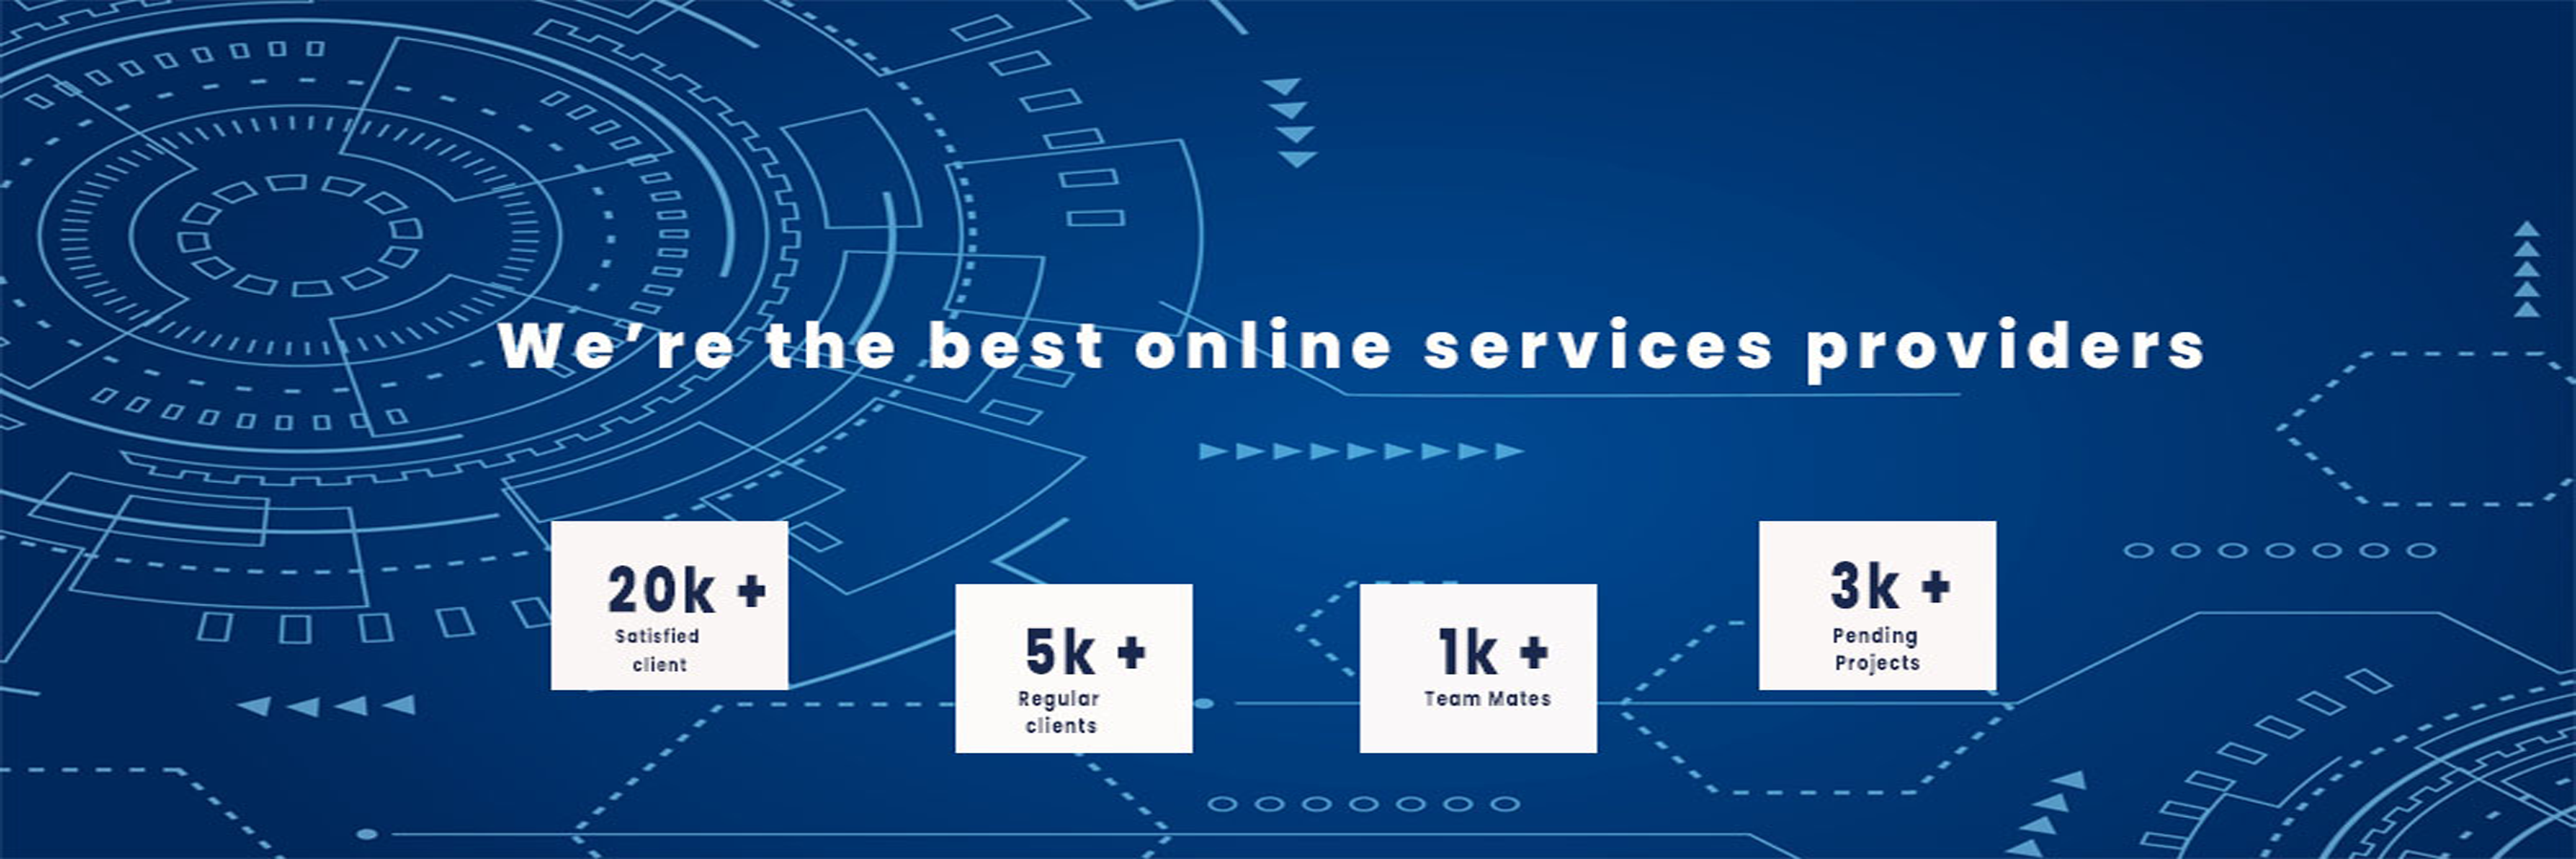 We’re the best online services providers
20k +
Satisfied
client
5k +
Regular
clients
1k +
Team Mates
3k +
Pending
Projects